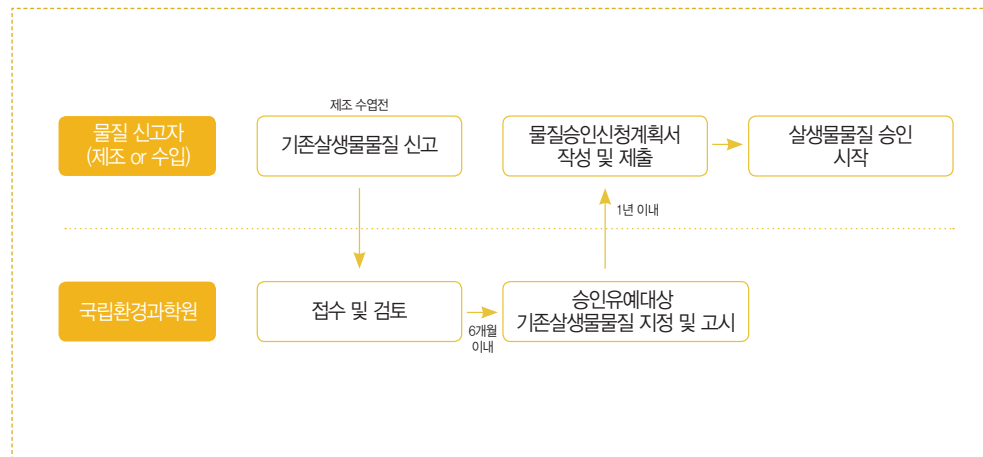 제조 수엽전
물질 신고자
(제조 or 수입)
기존살생물물질 신고
물질승인신청계획서
작성 및 제출
살생물물질 승인
시작
1년 이내
국립환경과학원
접수 및 검토
6개월
이내
승인유예대상
기존살생물물질 지정 및 고시